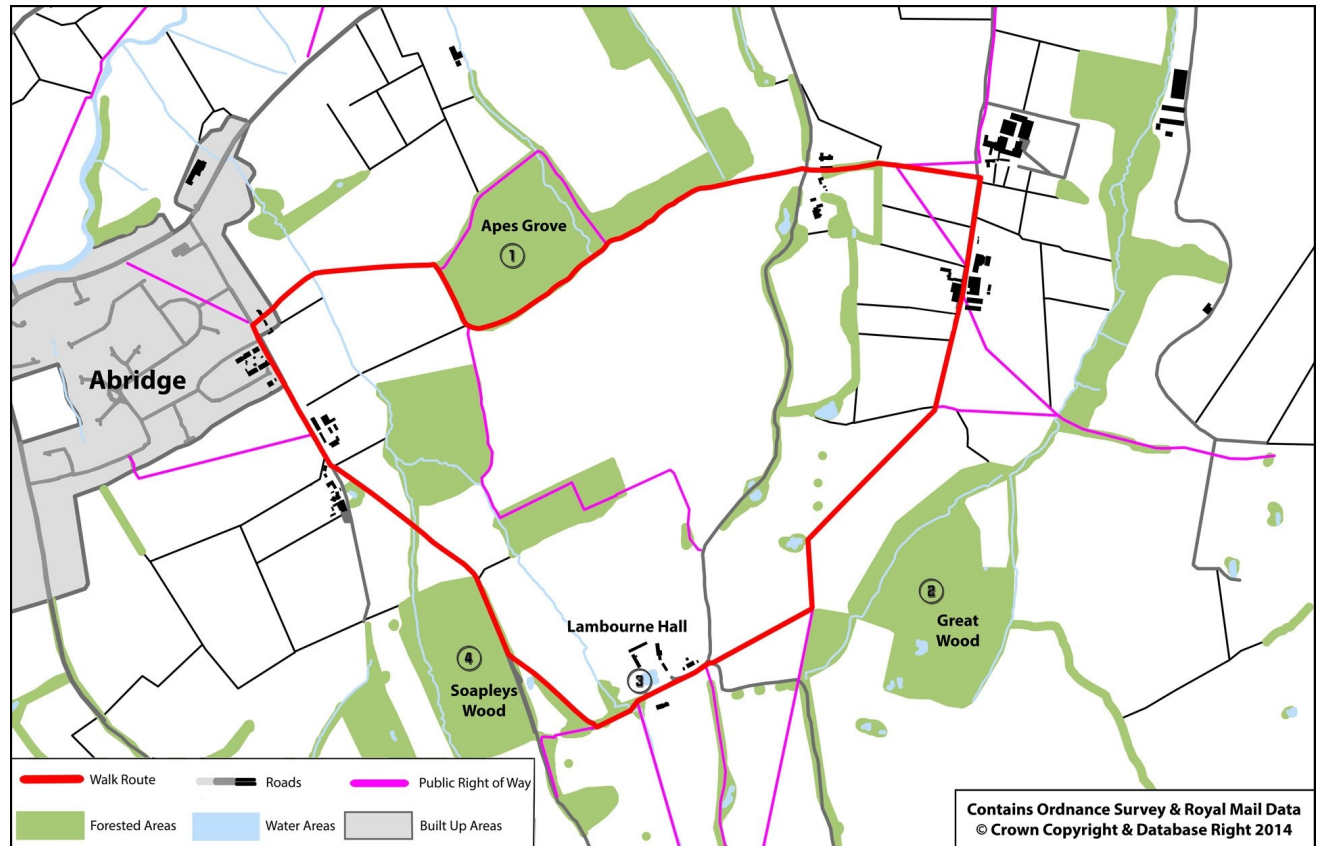 Apes Grove
1
Abridge
2
Great
Wood
Lambourne Hall
3
4
Soapleys
Wood
Walk Route
Roads
Public Right of Way
Forested Areas
Water Areas
Built Up Areas
Contains Ordnance Survey & Royal Mail Data
© Crown Copyright & Database Right 2014